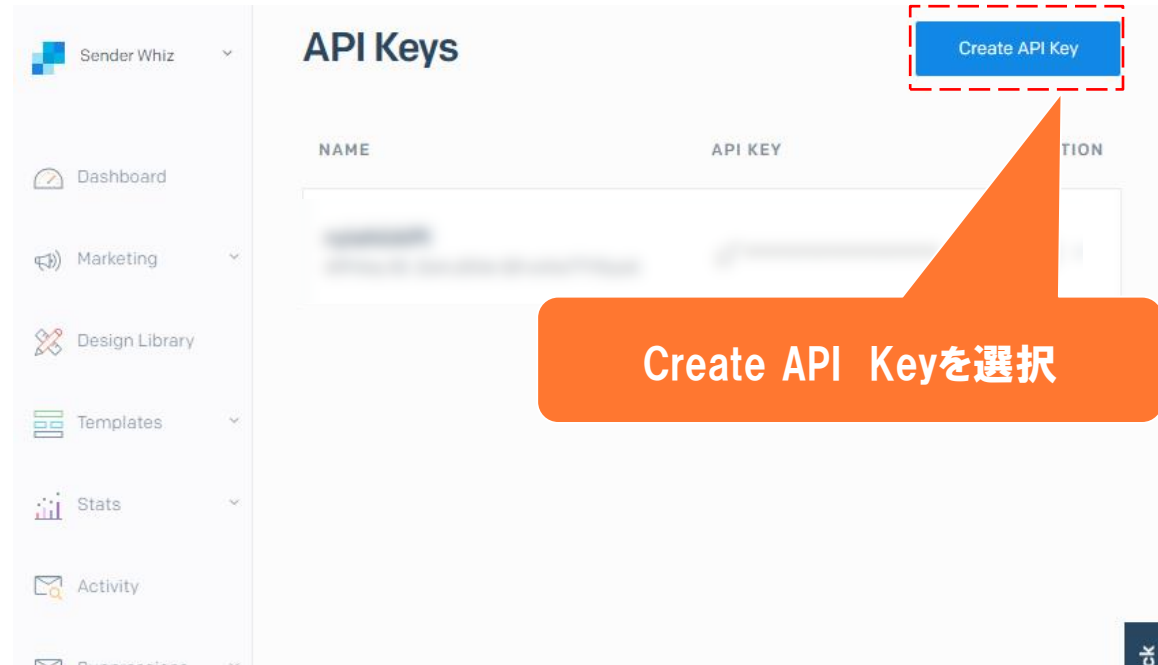 Sender Whiz
API Keys
Create API Key
NAME
API KEY
TION
Dashboard
Marketing
Design Library
Create API Keyを選択
Templates
Stats
Activity